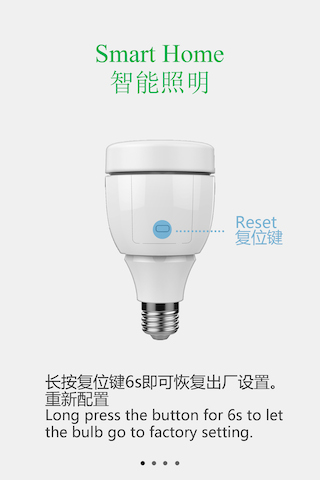 Smart Home
智能照明
Reset
复位键
长按复位键6s即可恢复出厂设置。
重新配置
Long press the button for 6s to let
the bulb go to factory setting.